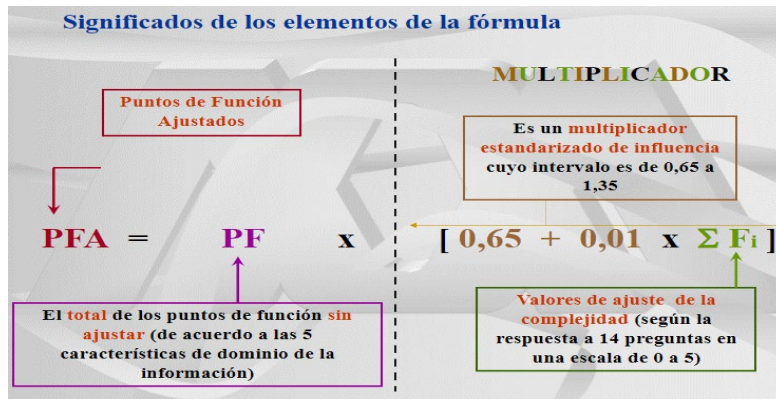 Significados de los elementos de la fórmula
MULTIPLICADOR
Puntos de Función
Ajustados
Es un multiplicador
estandarizado de influencia
cuyo intervalo es de 0,65 a
1,35
PFA = PF x [ 0,65 + 0,01 x Σ Fi ]
El total de los puntos de función sin
ajustar (de acuerdo a las 5
características de dominio de la
información)
Valores de ajuste de la
complejidad (según la
respuesta a 14 preguntas en
una escala de 0 a 5)